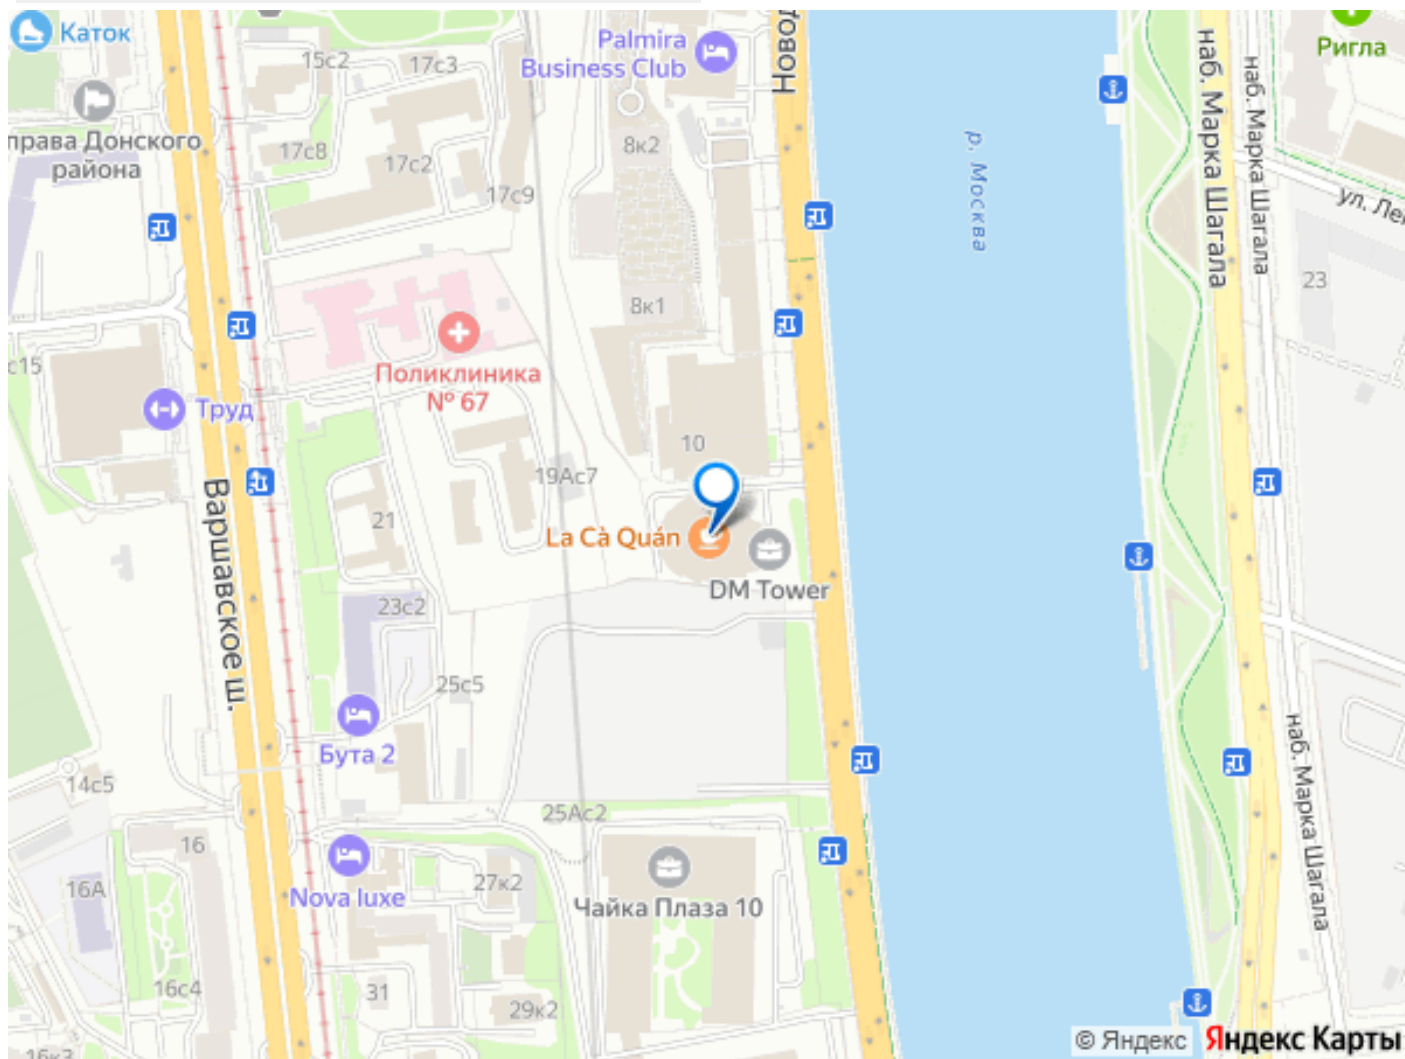 Каток
Palmira
Business Club
Новод
Ригла
15с2
17с3
права Донского
района
17с8
17с2
17с9
8к2
р. Москва
наб. Марка Шагала
наб. Марка Шагала
ул. Ле
23
8к1
с15
Поликлиника
№ 67
Труд
10
19Ас7
21
Варшавское ш.
La Cà Quán
DM Tower
23с2
25с5
Бута 2
14с5
25Ас2
16
16А
Nova luxe
27к2
Чайка Плаза 10
наб. Марка Шагала
16с4
31
29к2
16к3
© Яндекс Яндекс Карты